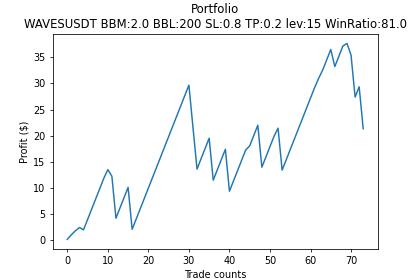 Portfolio
WAVESUSDT BBM:2.0 BBL:200 SL:0.8 TP:0.2 lev:15 WinRatio:81.0
Profit ($)
35
30
25
20
15
10
5
0
0 10 20 30 40 50 60 70
Trade counts